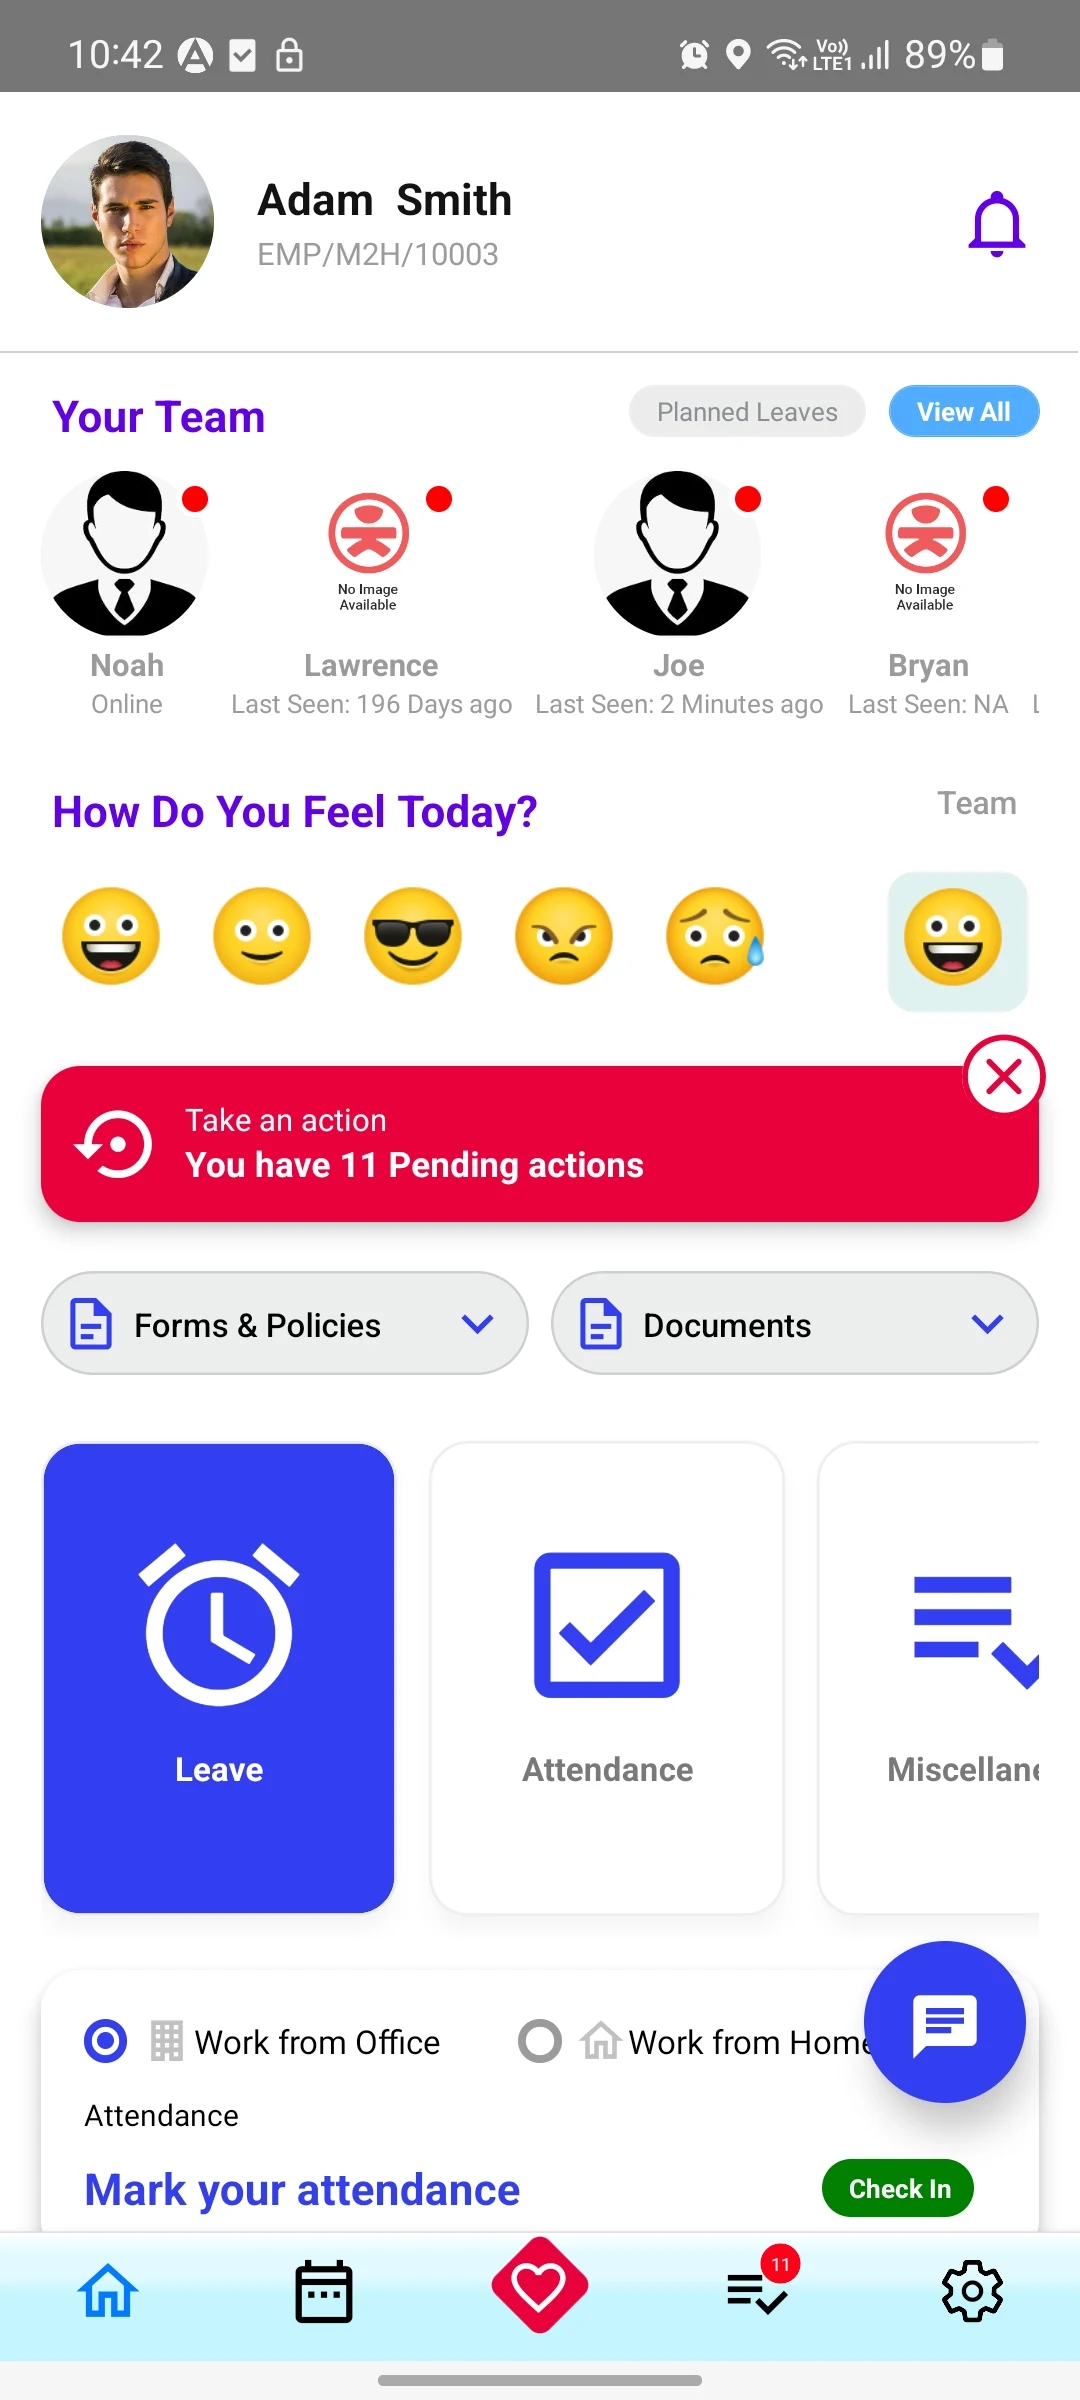 10:42
Vo)) LTE1 89%
Adam Smith
EMP/M2H/10003
Your Team
Planned Leaves
View All
No Image Available
No Image Available
Noah
Lawrence
Joe
Bryan
Online
Last Seen: 196 Days ago
Last Seen: 2 Minutes ago
Last Seen: NA
L
How Do You Feel Today?
Team
Take an action
You have 11 Pending actions
Forms & Policies
Documents
Leave
Attendance
Miscellane
Work from Office
Work from Home
Attendance
Mark your attendance
Check In
11